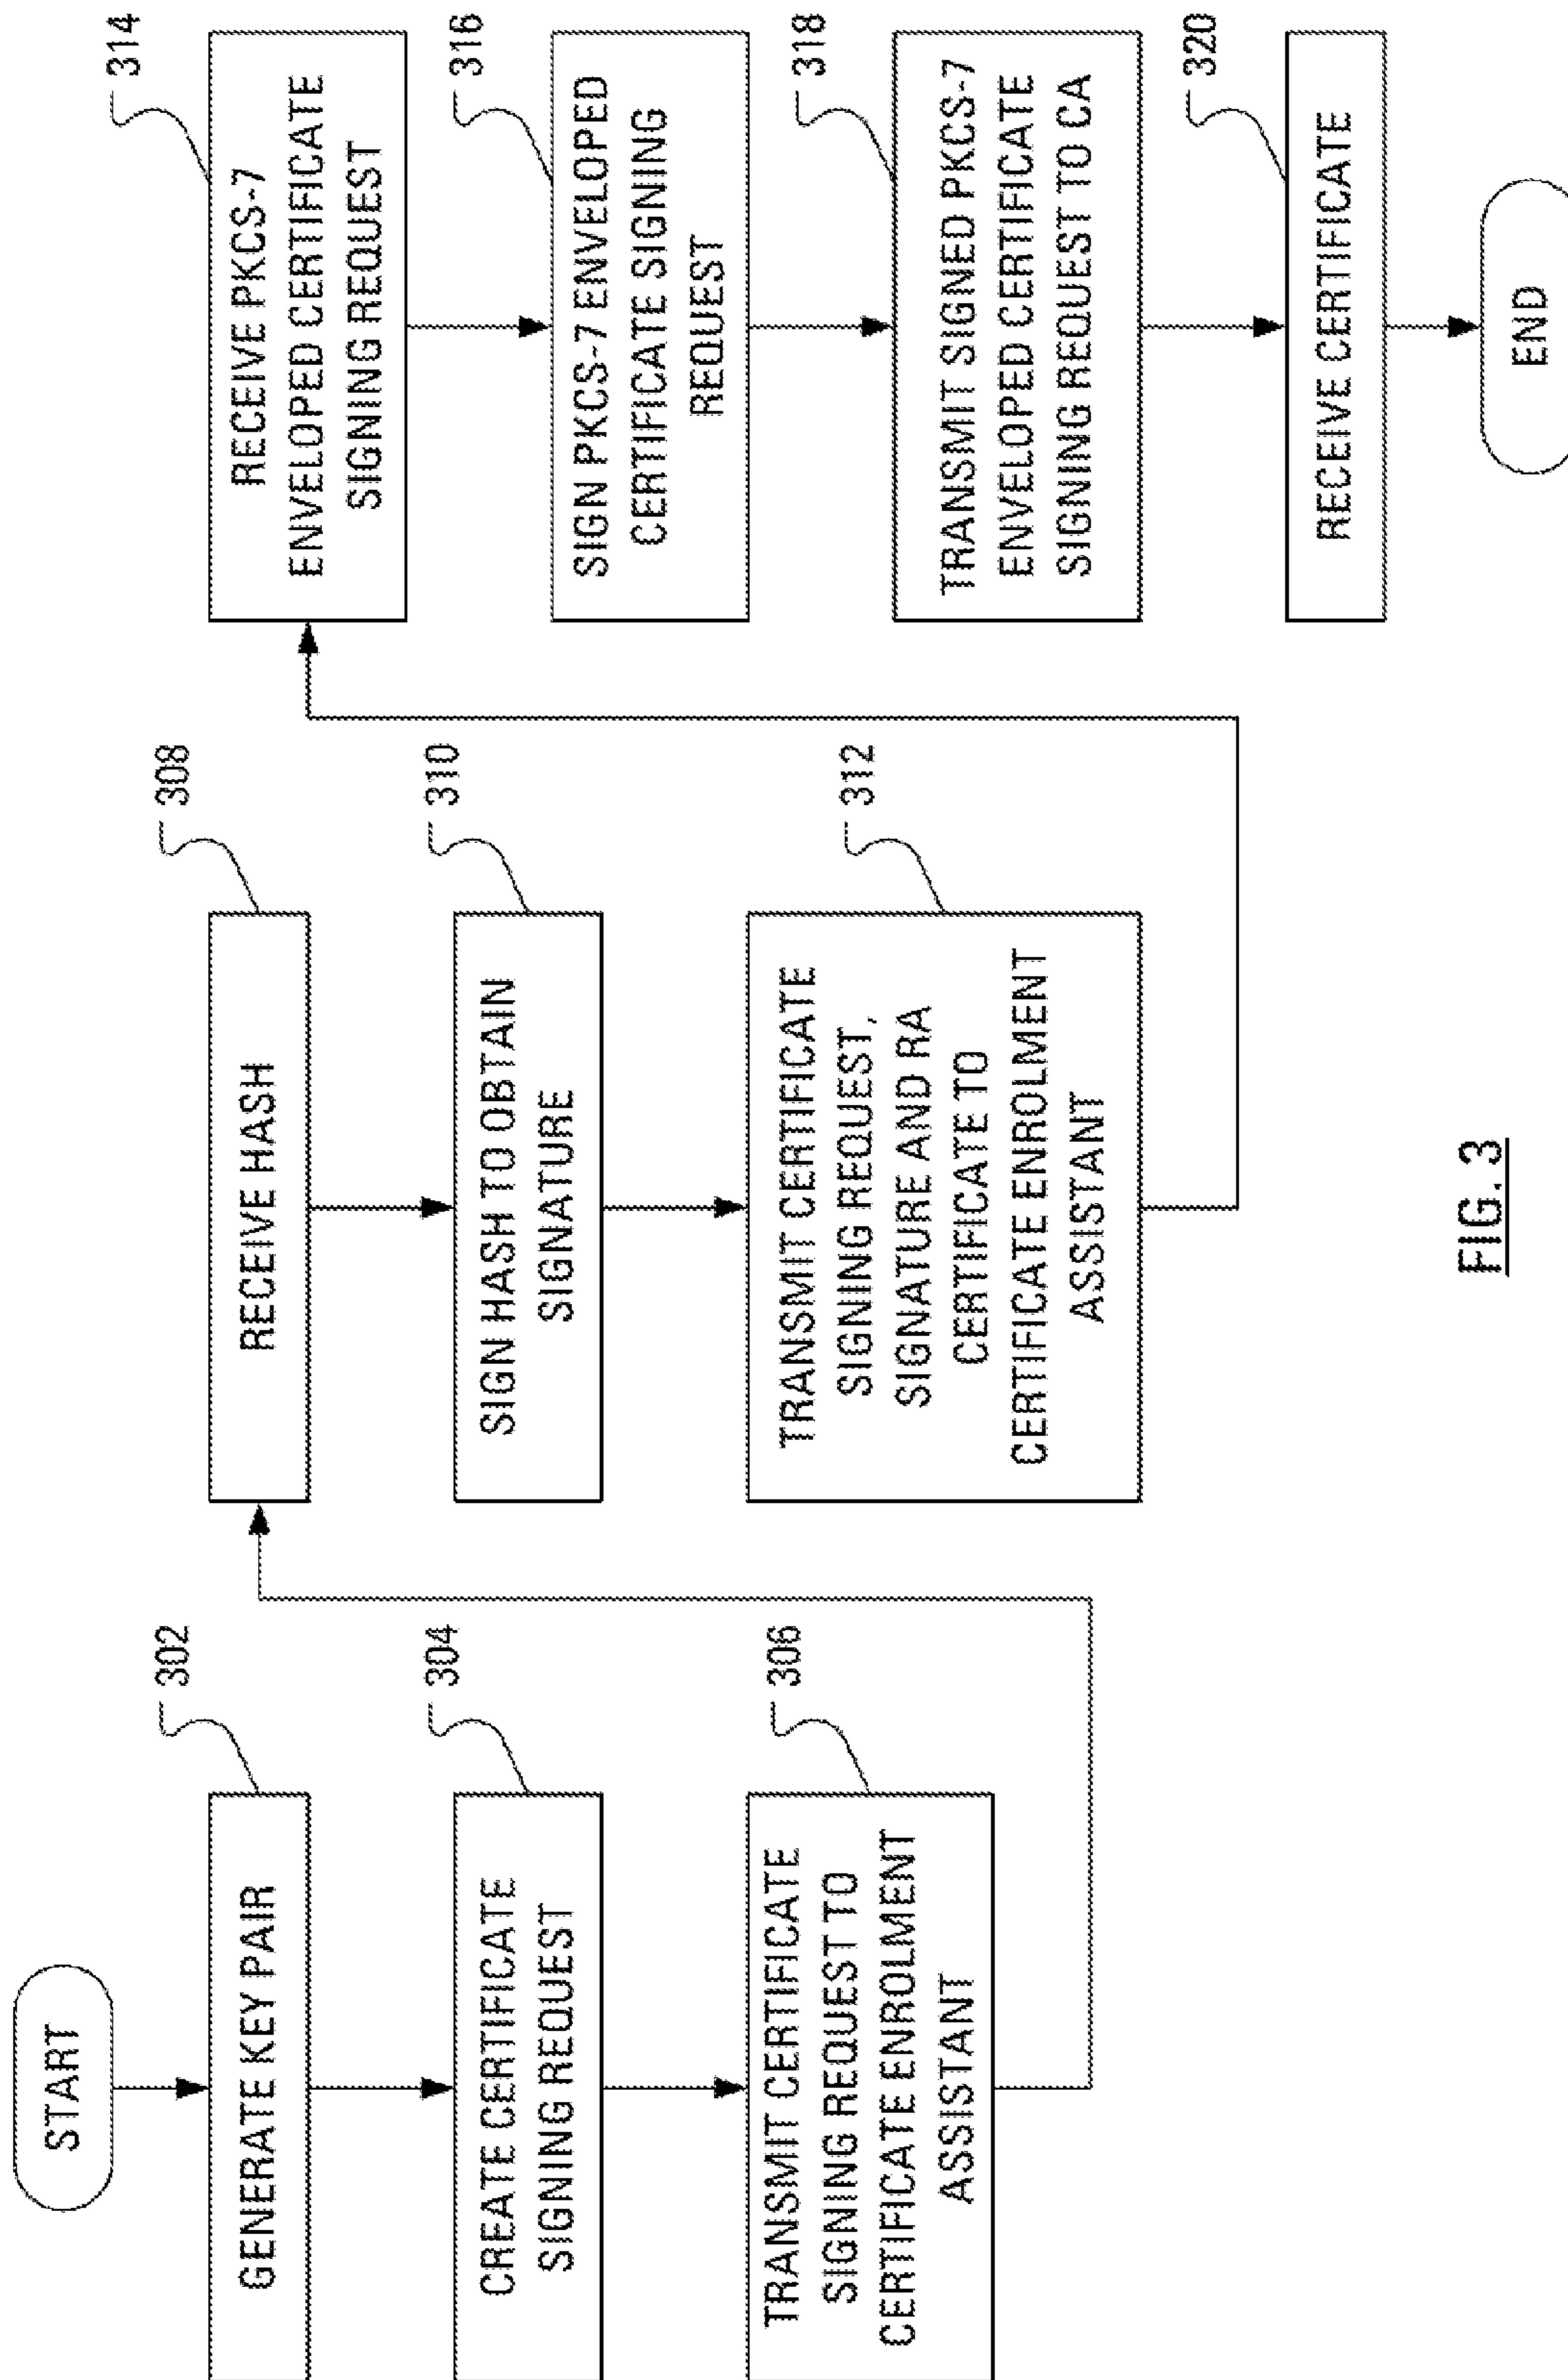 START
GENERATE KEY PAIR
302
CREATE CERTIFICATE
SIGNING REQUEST
304
TRANSMIT CERTIFICATE
SIGNING REQUEST TO
CERTIFICATE ENROLMENT
ASSISTANT
306
RECEIVE HASH
308
SIGN HASH TO OBTAIN
SIGNATURE
310
TRANSMIT CERTIFICATE
SIGNING REQUEST,
SIGNATURE AND RA
CERTIFICATE TO
CERTIFICATE ENROLMENT
ASSISTANT
312
RECEIVE PKCS-7
ENVELOPED CERTIFICATE
SIGNING REQUEST
314
SIGN PKCS-7 ENVELOPED
CERTIFICATE SIGNING
REQUEST
316
TRANSMIT SIGNED PKCS-7
ENVELOPED CERTIFICATE
SIGNING REQUEST TO CA
318
RECEIVE CERTIFICATE
320
END
FIG. 3